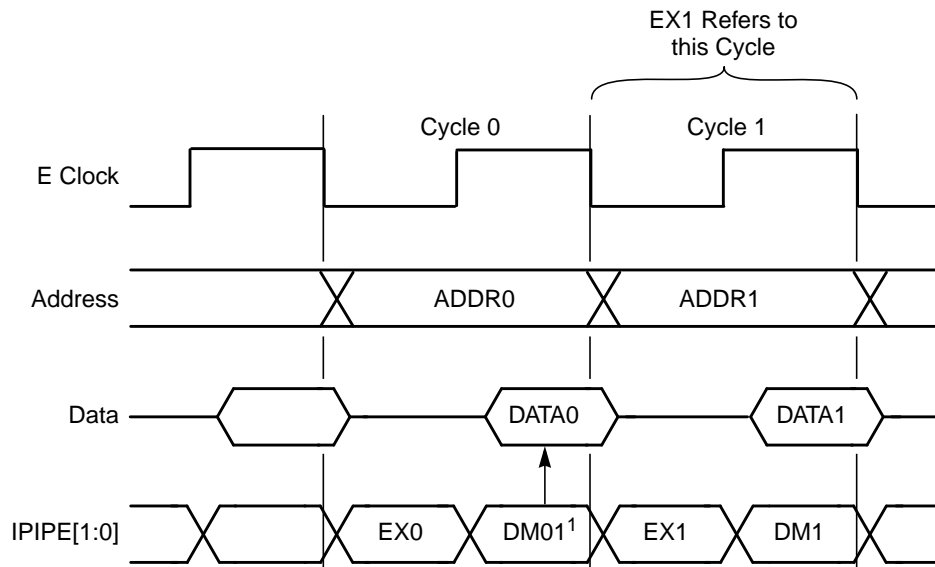 EX1 Refers to
this Cycle
Cycle 0
Cycle 1
E Clock
Address
ADDR0
ADDR1
Data
DATA0
DATA1
IPIPE[1:0]
EX0
DM01¹
EX1
DM1